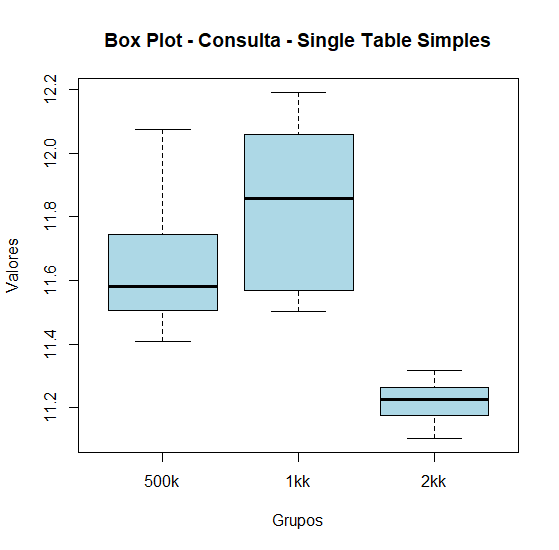 Box Plot - Consulta - Single Table Simples
Valores
12.2
12.0
11.8
11.6
11.4
11.2
500k
1kk
2kk
Grupos